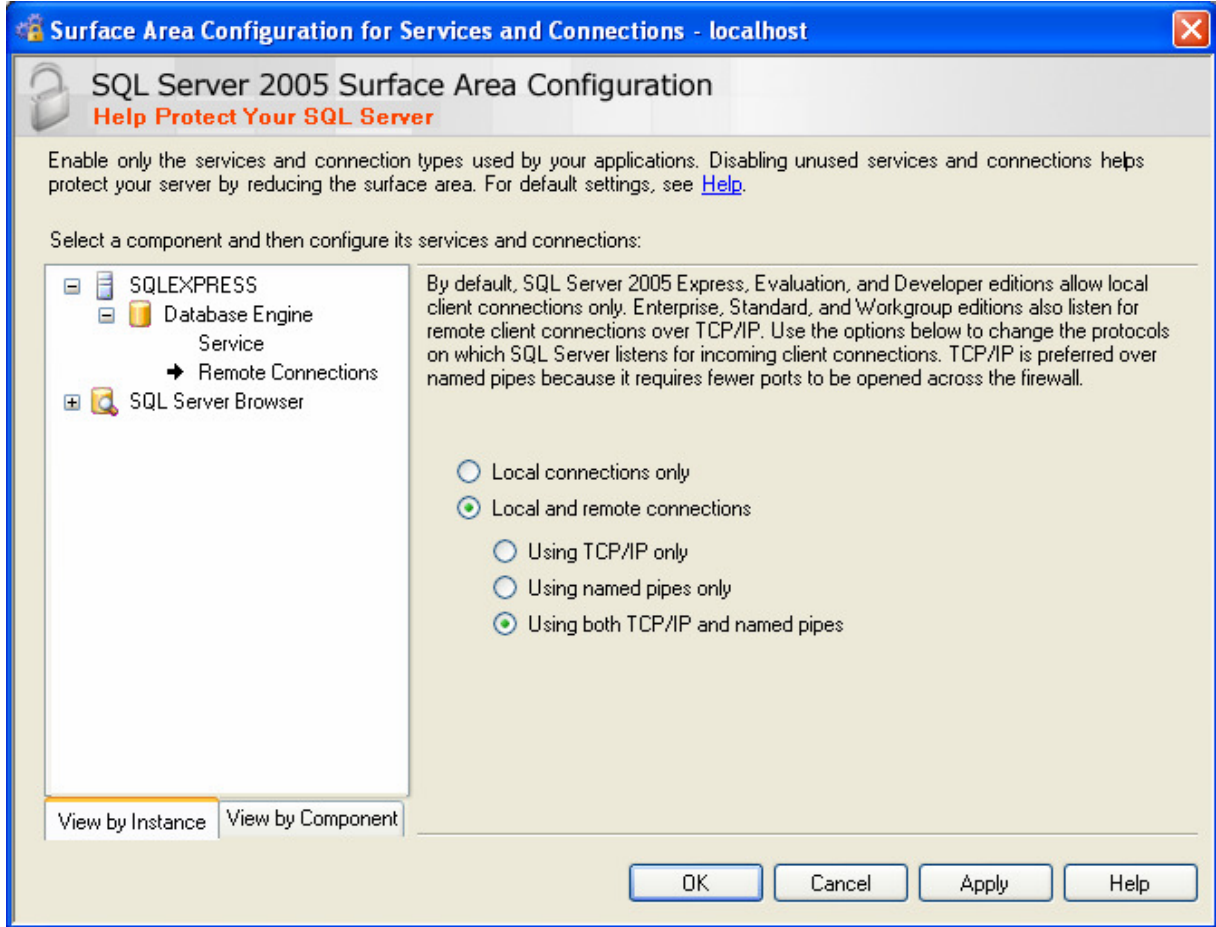 Surface Area Configuration for Services and Connections - localhost
SQL Server 2005 Surface Area Configuration
Help Protect Your SQL Server
Enable only the services and connection types used by your applications. Disabling unused services and connections helps
protect your server by reducing the surface area. For default settings, see Help.
Select a component and then configure its services and connections:
SQLEXPRESS
Database Engine
Service
Remote Connections
SQL Server Browser
View by Instance
View by Component
By default, SQL Server 2005 Express, Evaluation, and Developer editions allow local
client connections only. Enterprise, Standard, and Workgroup editions also listen for
remote client connections over TCP/IP. Use the options below to change the protocols
on which SQL Server listens for incoming client connections. TCP/IP is preferred over
named pipes because it requires fewer ports to be opened across the firewall.
Local connections only
Local and remote connections
Using TCP/IP only
Using named pipes only
Using both TCP/IP and named pipes
OK
Cancel
Apply
Help